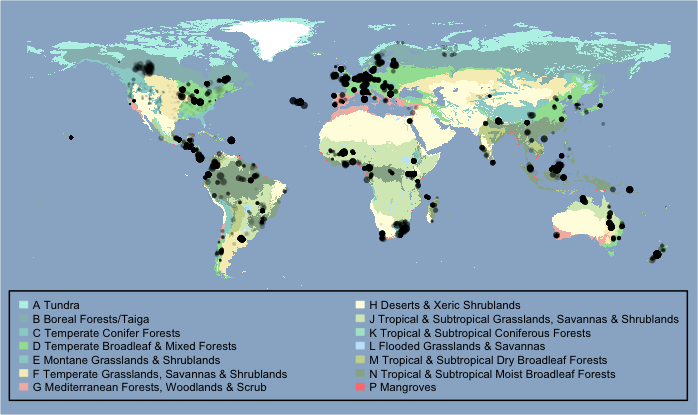 A Tundra
B Boreal Forests/Taiga
C Temperate Conifer Forests
D Temperate Broadleaf & Mixed Forests
E Montane Grasslands & Shrublands
F Temperate Grasslands, Savannas & Shrublands
G Mediterranean Forests, Woodlands & Scrub
H Deserts & Xeric Shrublands
J Tropical & Subtropical Grasslands, Savannas & Shrublands
K Tropical & Subtropical Coniferous Forests
L Flooded Grasslands & Savannas
M Tropical & Subtropical Dry Broadleaf Forests
N Tropical & Subtropical Moist Broadleaf Forests
P Mangroves